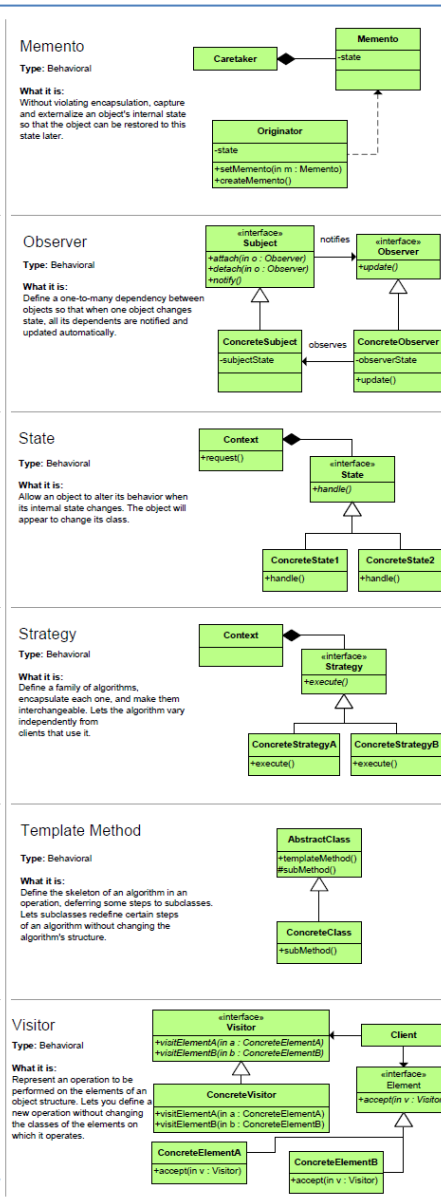 Memento
Type: Behavioral
What it is:
Without violating encapsulation, capture
and externalize an object's internal state
so that the object can be restored to this
state later.
Caretaker
Memento
-state
Originator
-state
+setMemento(in m : Memento)
+createMemento()
Observer
Type: Behavioral
What it is:
Define a one-to-many dependency between
objects so that when one object changes
state, all its dependents are notified and
updated automatically.
«interface»
Subject
+attach(in o : Observer)
+detach(in o : Observer)
+notify()
notifies
«interface»
Observer
+update()
ConcreteSubject
-subjectState
observes
ConcreteObserver
-observerState
+update()
State
Type: Behavioral
What it is:
Allow an object to alter its behavior when
its internal state changes. The object will
appear to change its class.
Context
+request()
«interface»
State
+handle()
ConcreteState1
+handle()
ConcreteState2
+handle()
Strategy
Type: Behavioral
What it is:
Define a family of algorithms,
encapsulate each one, and make them
interchangeable. Lets the algorithm vary
independently from
clients that use it.
Context
«interface»
Strategy
+execute()
ConcreteStrategyA
+execute()
ConcreteStrategyB
+execute()
Template Method
Type: Behavioral
What it is:
Define the skeleton of an algorithm in an
operation, deferring some steps to subclasses.
Lets subclasses redefine certain steps
of an algorithm without changing the
algorithm's structure.
AbstractClass
+templateMethod()
#subMethod()
ConcreteClass
+subMethod()
Visitor
Type: Behavioral
What it is:
Represent an operation to be
performed on the elements of an
object structure. Lets you define a
new operation without changing
the classes of the elements on
which it operates.
«interface»
Visitor
+visitElementA(in a : ConcreteElementA)
+visitElementB(in b : ConcreteElementB)
Client
ConcreteVisitor
+visitElementA(in a : ConcreteElementA)
+visitElementB(in b : ConcreteElementB)
«interface»
Element
+accept(in v : Visitor)
ConcreteElementA
+accept(in v : Visitor)
ConcreteElementB
+accept(in v : Visitor)